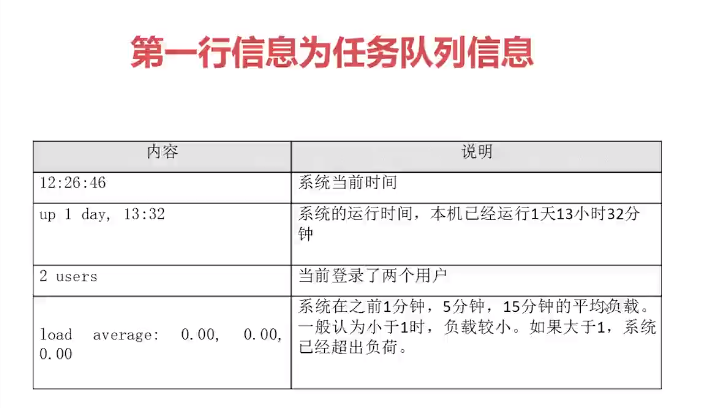 第一行信息为任务队列信息
内容 说明
12:26:46 系统当前时间
up 1 day, 13:32 系统的运行时间，本机已经运行1天13小时32分
钟
2 users 当前登录了两个用户
系统在之前1分钟，5分钟，15分钟的平均负载。
load average: 0.00, 0.00, 一般认为小于1时，负载较小。如果大于1，系统
0.00 已经超出负荷。